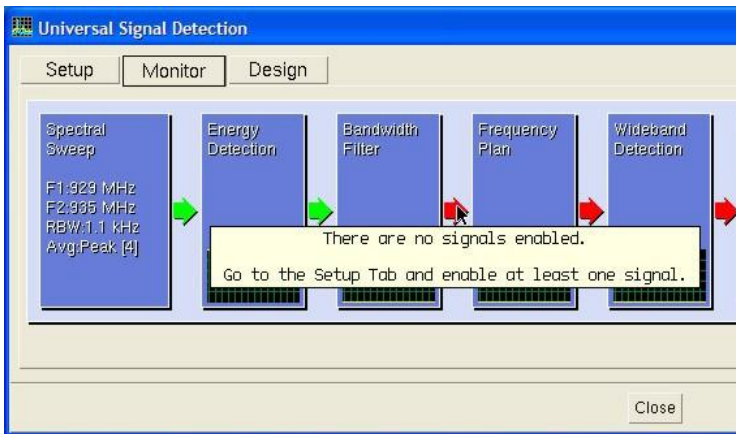 Universal Signal Detection
Setup
Monitor
Design
Spectral
Sweep
F1:929 MHz
F2:935 MHz
RBW:1.1 kHz
Avg:Peak [4]
Energy
Detection
Bandwidth
Filter
Frequency
Plan
Wideband
Detection
There are no signals enabled.
Go to the Setup Tab and enable at least one signal.
Close